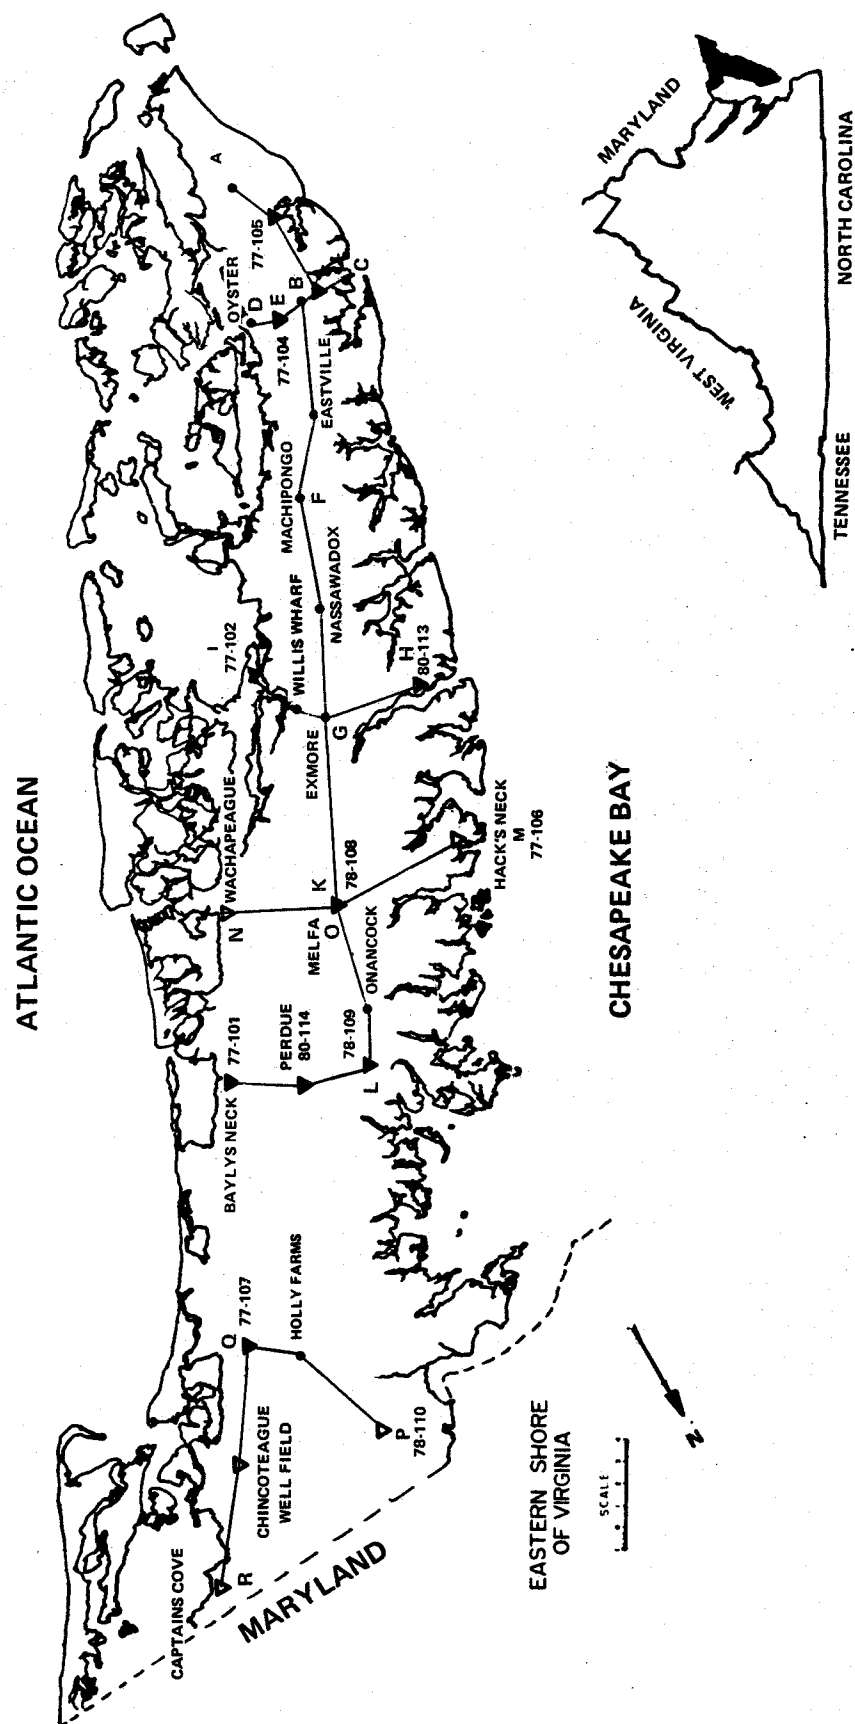 ATLANTIC OCEAN
CAPTAINS COVE
R
CHINCOTEAGUE
WELL FIELD
Q
77-107
HOLLY FARMS
P
78-110
MARYLAND
BAYLYS NECK
77-101
PERDUE
80-114
78-109
L
ONANCOCK
N
WACHAPEAGUE
MELFA
O
K
78-108
HACK'S NECK
M
77-106
EXMORE
G
I
77-102
WILLIS WHARF
H
80-113
NASSAWADOX
MACHIPONGO
F
EASTVILLE
OYSTER
D
E
77-104
B
C
77-105
A
CHESAPEAKE BAY
EASTERN SHORE
OF VIRGINIA
SCALE
N
MARYLAND
WEST VIRGINIA
TENNESSEE
NORTH CAROLINA